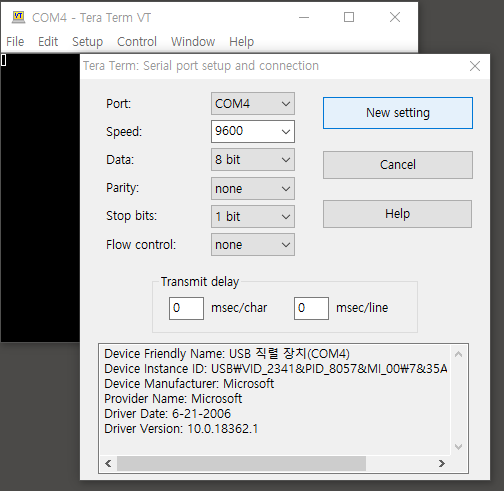 VT
COM4 - Tera Term VT
File Edit Setup Control Window Help
Tera Term: Serial port setup and connection
Port: COM4 New setting
Speed: 9600
Data: 8 bit Cancel
Parity: none
Stop bits: 1 bit Help
Flow control: none
Transmit delay
0 msec/char 0 msec/line
Device Friendly Name: USB 직렬 장치(COM4)
Device Instance ID: USB₩VID_2341&PID_8057&MI_00₩7&35A
Device Manufacturer: Microsoft
Provider Name: Microsoft
Driver Date: 6-21-2006
Driver Version: 10.0.18362.1